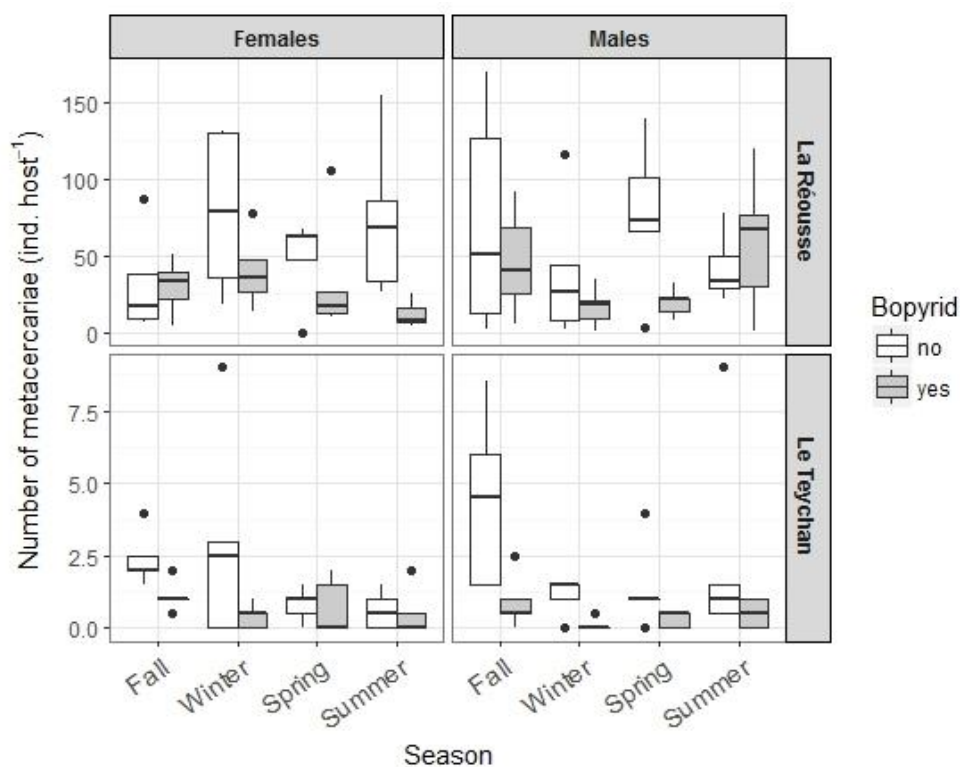 Females
Males
Number of metacercariae (ind. host⁻¹)
150
100
50
0
La Réousse
7.5
5.0
2.5
0.0
Le Teychan
Fall
Winter
Spring
Summer
Fall
Winter
Spring
Summer
Season
Bopyrid
no
yes